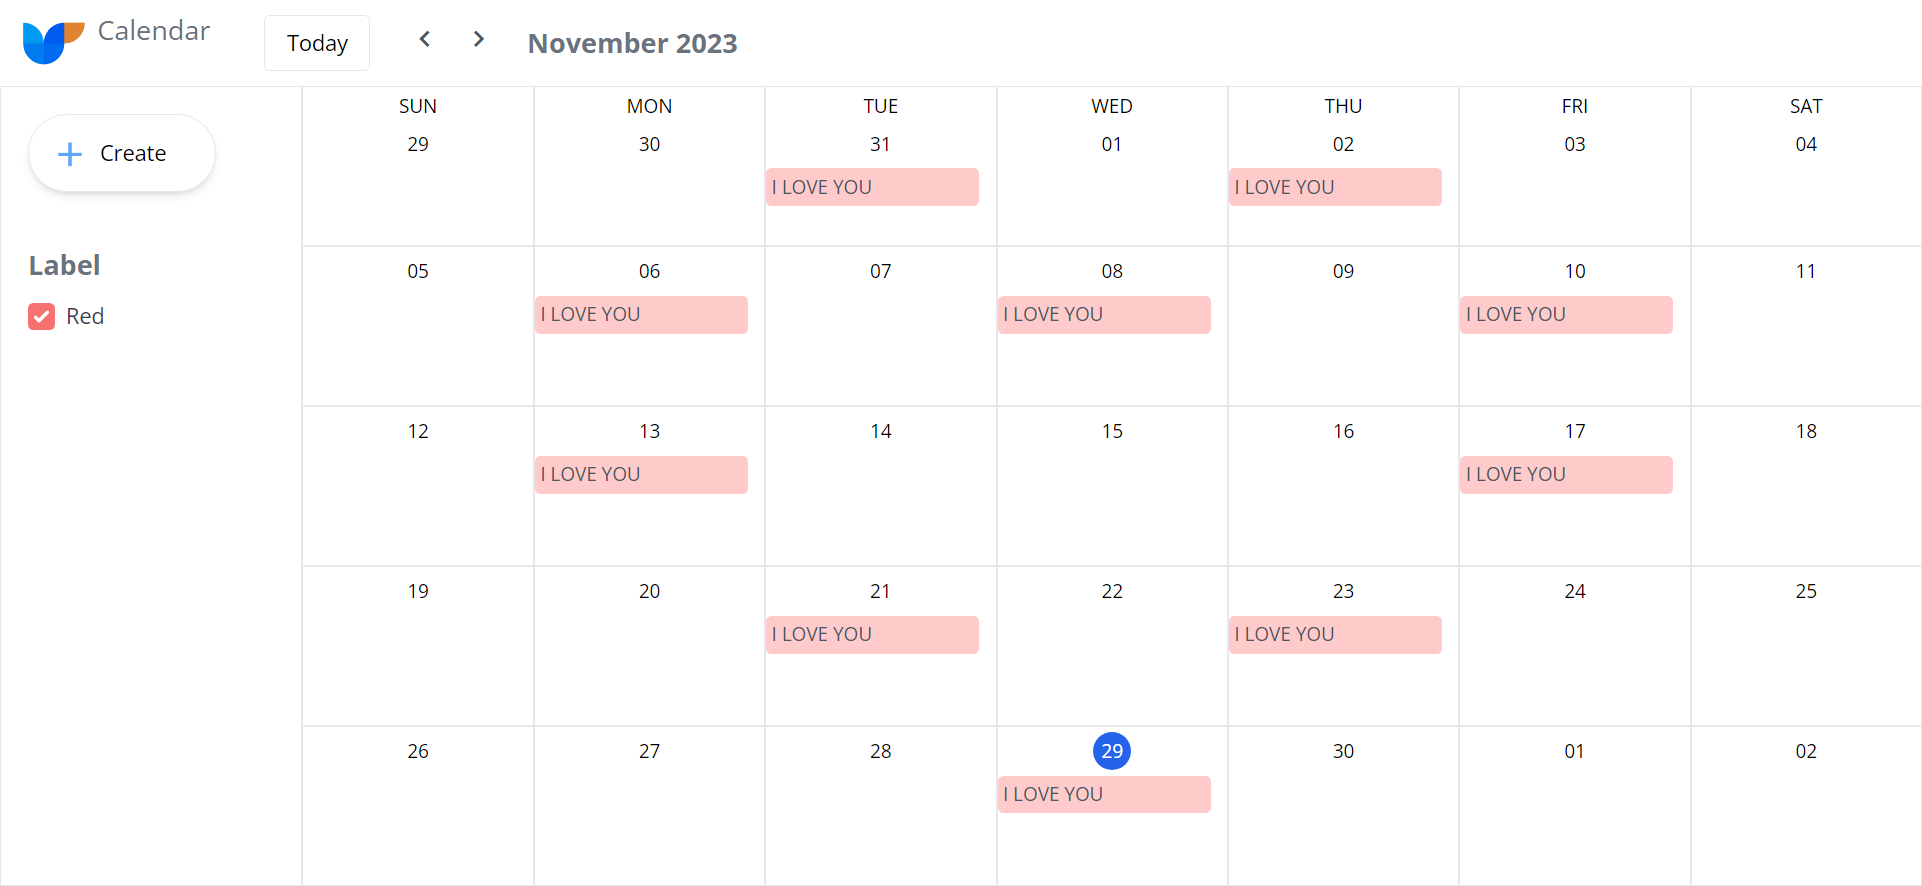 Calendar
Today
November 2023
Create
Label
Red
SUN MON TUE WED THU FRI SAT
29 30 31 01 02 03 04
I LOVE YOU I LOVE YOU
05 06 07 08 09 10 11
I LOVE YOU I LOVE YOU I LOVE YOU
12 13 14 15 16 17 18
I LOVE YOU I LOVE YOU
19 20 21 22 23 24 25
I LOVE YOU I LOVE YOU
26 27 28 29 30 01 02
I LOVE YOU